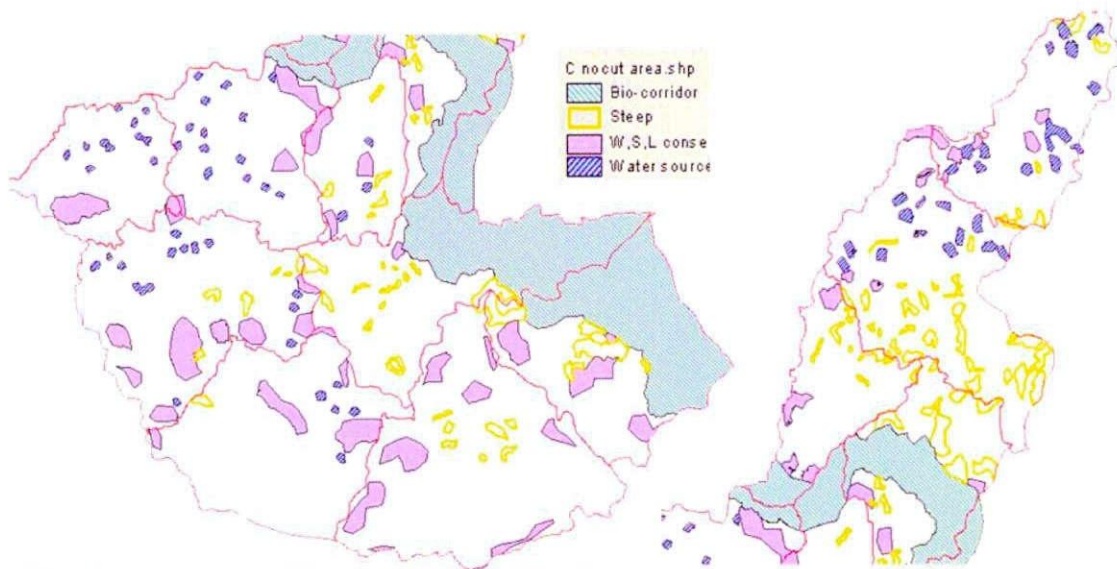 C nocut area.shp
Bio-corridor
Steep
W,S,L conse
Water source